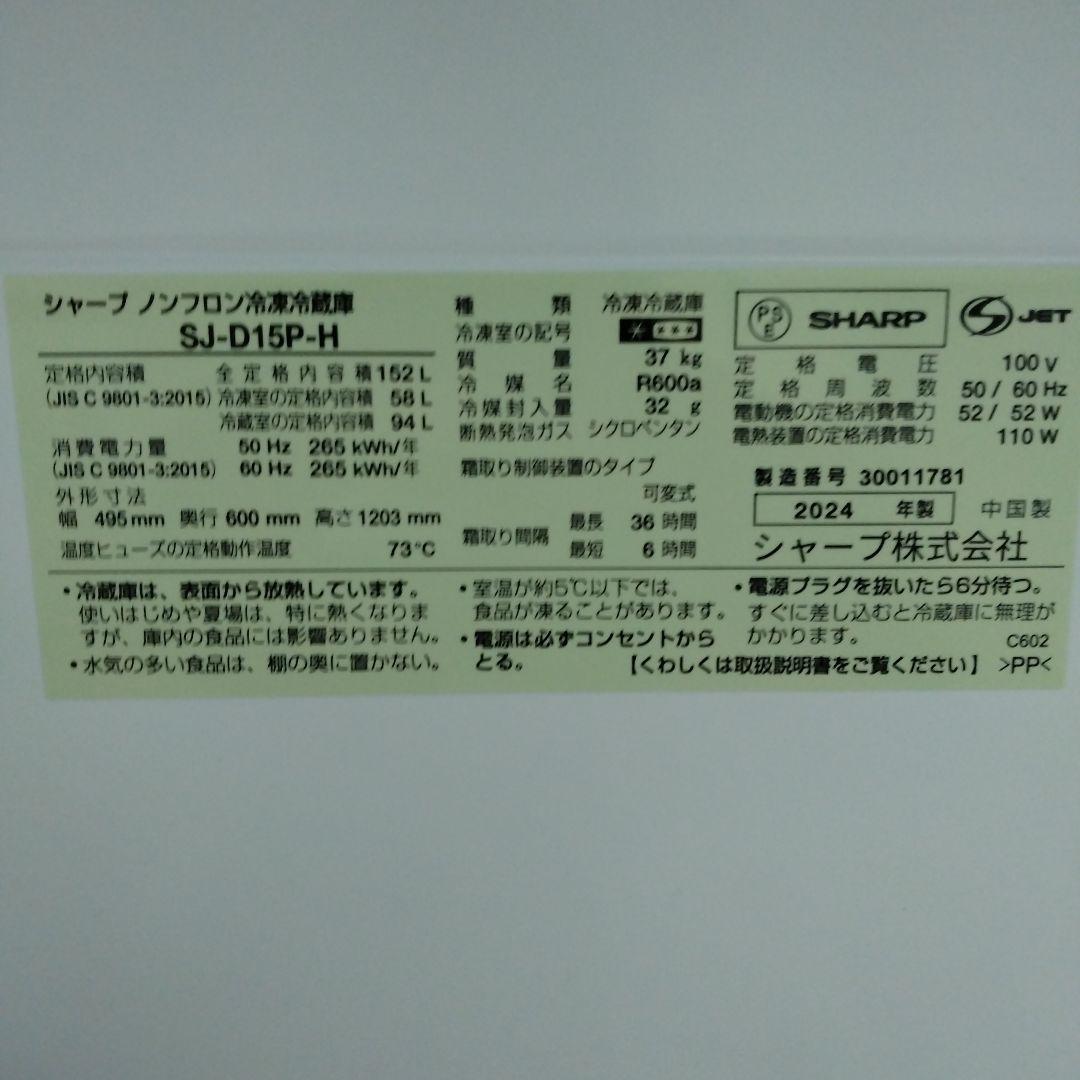 シャープ ノンフロン冷凍冷蔵庫
SJ-D15P-H
定格内容積 全定格内容積 152 L
(JIS C 9801-3:2015) 冷凍室の定格内容積 58 L
冷蔵室の定格内容積 94 L
消費電力量 50 Hz 265 kWh/年
(JIS C 9801-3:2015) 60 Hz 265 kWh/年
外形寸法
幅 495 mm 奥行 600 mm 高さ 1203 mm
温度ヒューズの定格動作温度 73℃
種類 冷凍冷蔵庫
冷凍室の記号 * ***
質量 37 kg
冷媒名 R600a
冷媒封入量 32 g
断熱発泡ガス シクロペンタン
霜取り制御装置のタイプ
可変式
霜取り間隔 最長 36 時間
最短 6 時間
PSE SHARP JET
定格電圧 100 V
定格周波数 50 / 60 Hz
電動機の定格消費電力 52 / 52 W
電熱装置の定格消費電力 110 W
製造番号 30011781
2024 年製 中国製
シャープ株式会社
・冷蔵庫は、表面から放熱しています。
使いはじめや夏場は、特に熱くなりま
すが、庫内の食品には影響ありません。
・水気の多い食品は、棚の奥に置かない。
・室温が約5℃以下では、
食品が凍ることがあります。
・電源は必ずコンセントから
とる。
・電源プラグを抜いたら6分待つ。
すぐに差し込むと冷蔵庫に無理が
かかります。 C602
【くわしくは取扱説明書をご覧ください】 >PP<